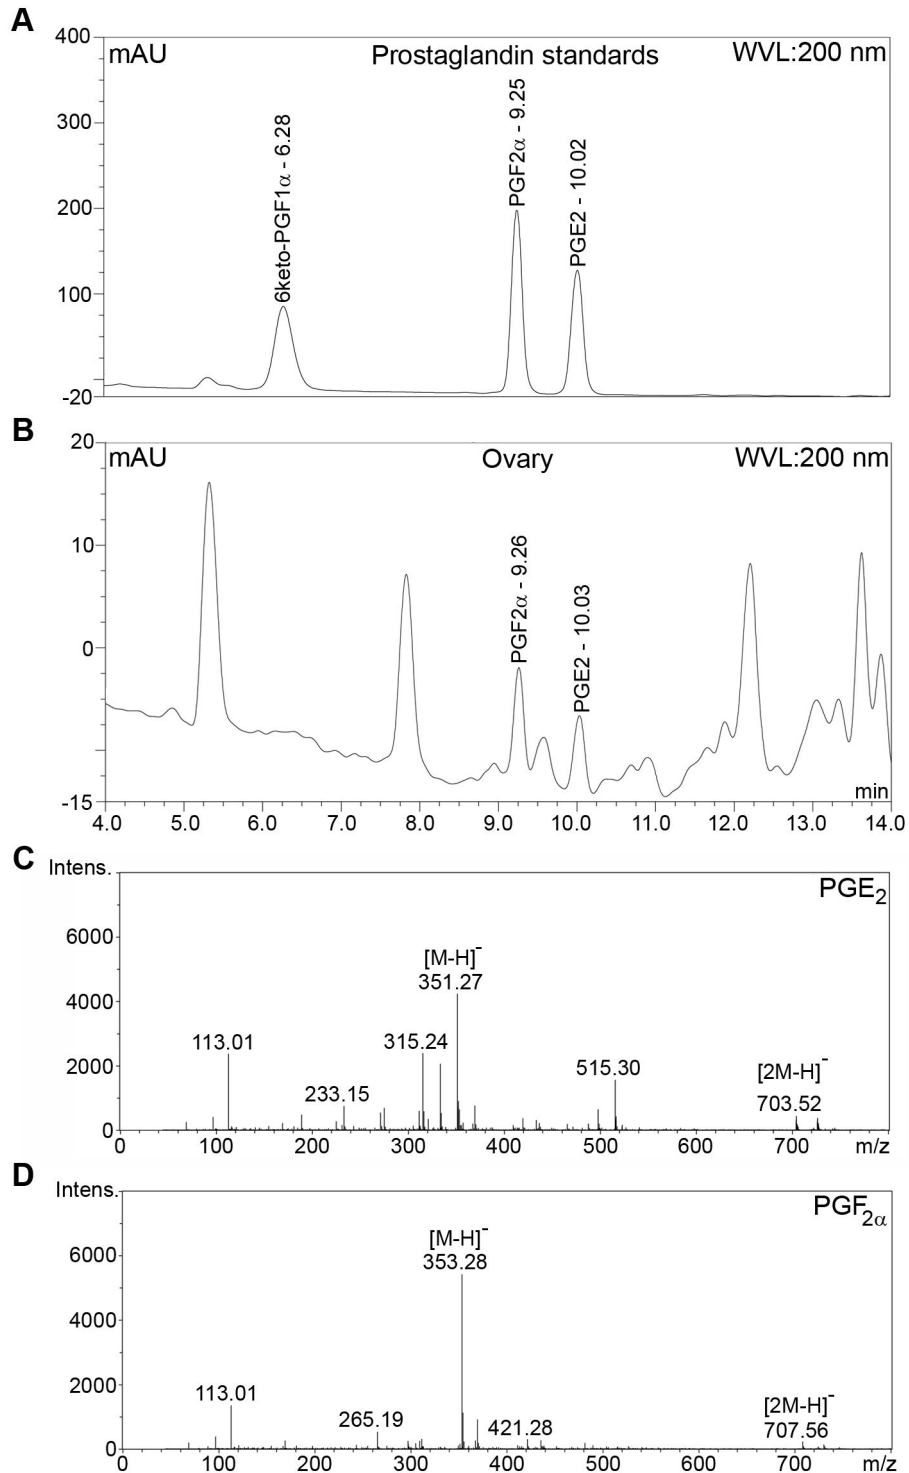 A
400
mAU
Prostaglandin standards
WVL:200 nm
300
200
100
-20
6keto-PGF1α - 6.28
PGF2α - 9.25
PGE2 - 10.02
B
20
mAU
Ovary
WVL:200 nm
10
0
-15
PGF2α - 9.26
PGE2 - 10.03
min
4.0 5.0 6.0 7.0 8.0 9.0 10.0 11.0 12.0 13.0 14.0
C
Intens.
PGE2
6000
4000
2000
0
[M-H]-
351.27
113.01
315.24
233.15
515.30
[2M-H]-
703.52
0 100 200 300 400 500 600 700 m/z
D
Intens.
PGF2α
6000
4000
2000
0
[M-H]-
353.28
113.01
265.19
421.28
[2M-H]-
707.56
0 100 200 300 400 500 600 700 m/z